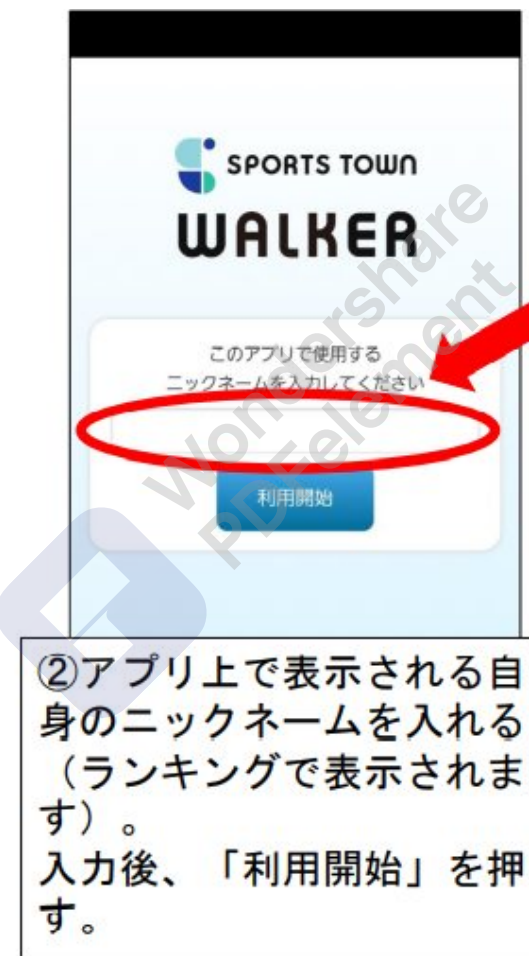 SPORTS TOWN
WALKER
このアプリで使用する
ニックネームを入力してください
利用開始
Wondershare
PDFelement
②アプリ上で表示される自
身のニックネームを入れる
（ランキングで表示されま
す）。
入力後、「利用開始」を押
す。